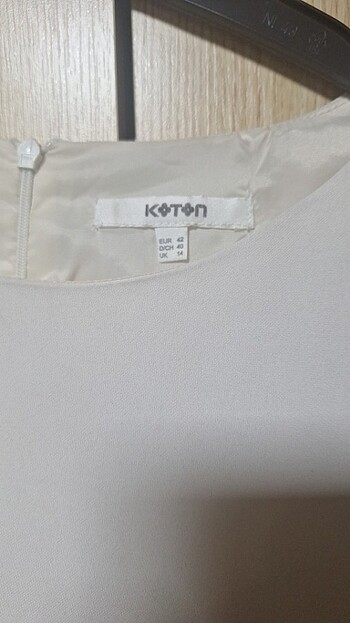 KOTON
EUR 42
D/CH 40
UK 14